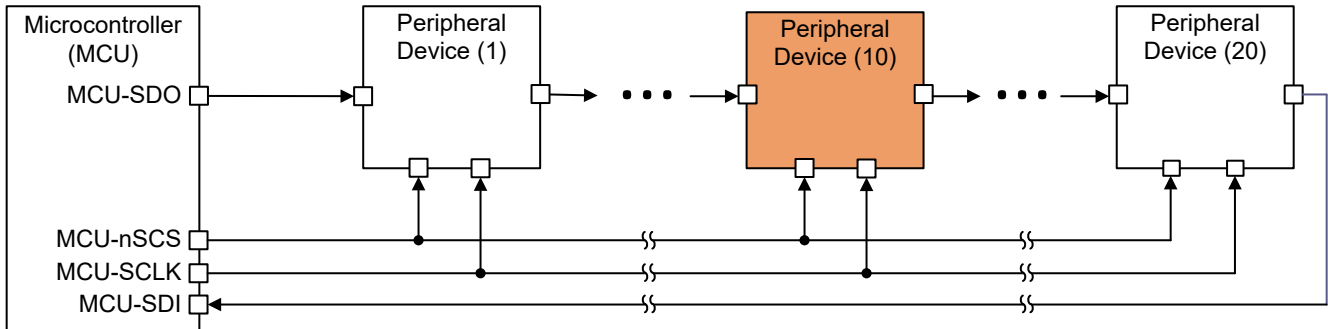 Microcontroller
(MCU)
MCU-SDO
MCU-nSCS
MCU-SCLK
MCU-SDI
Peripheral
Device (1)
Peripheral
Device (10)
Peripheral
Device (20)